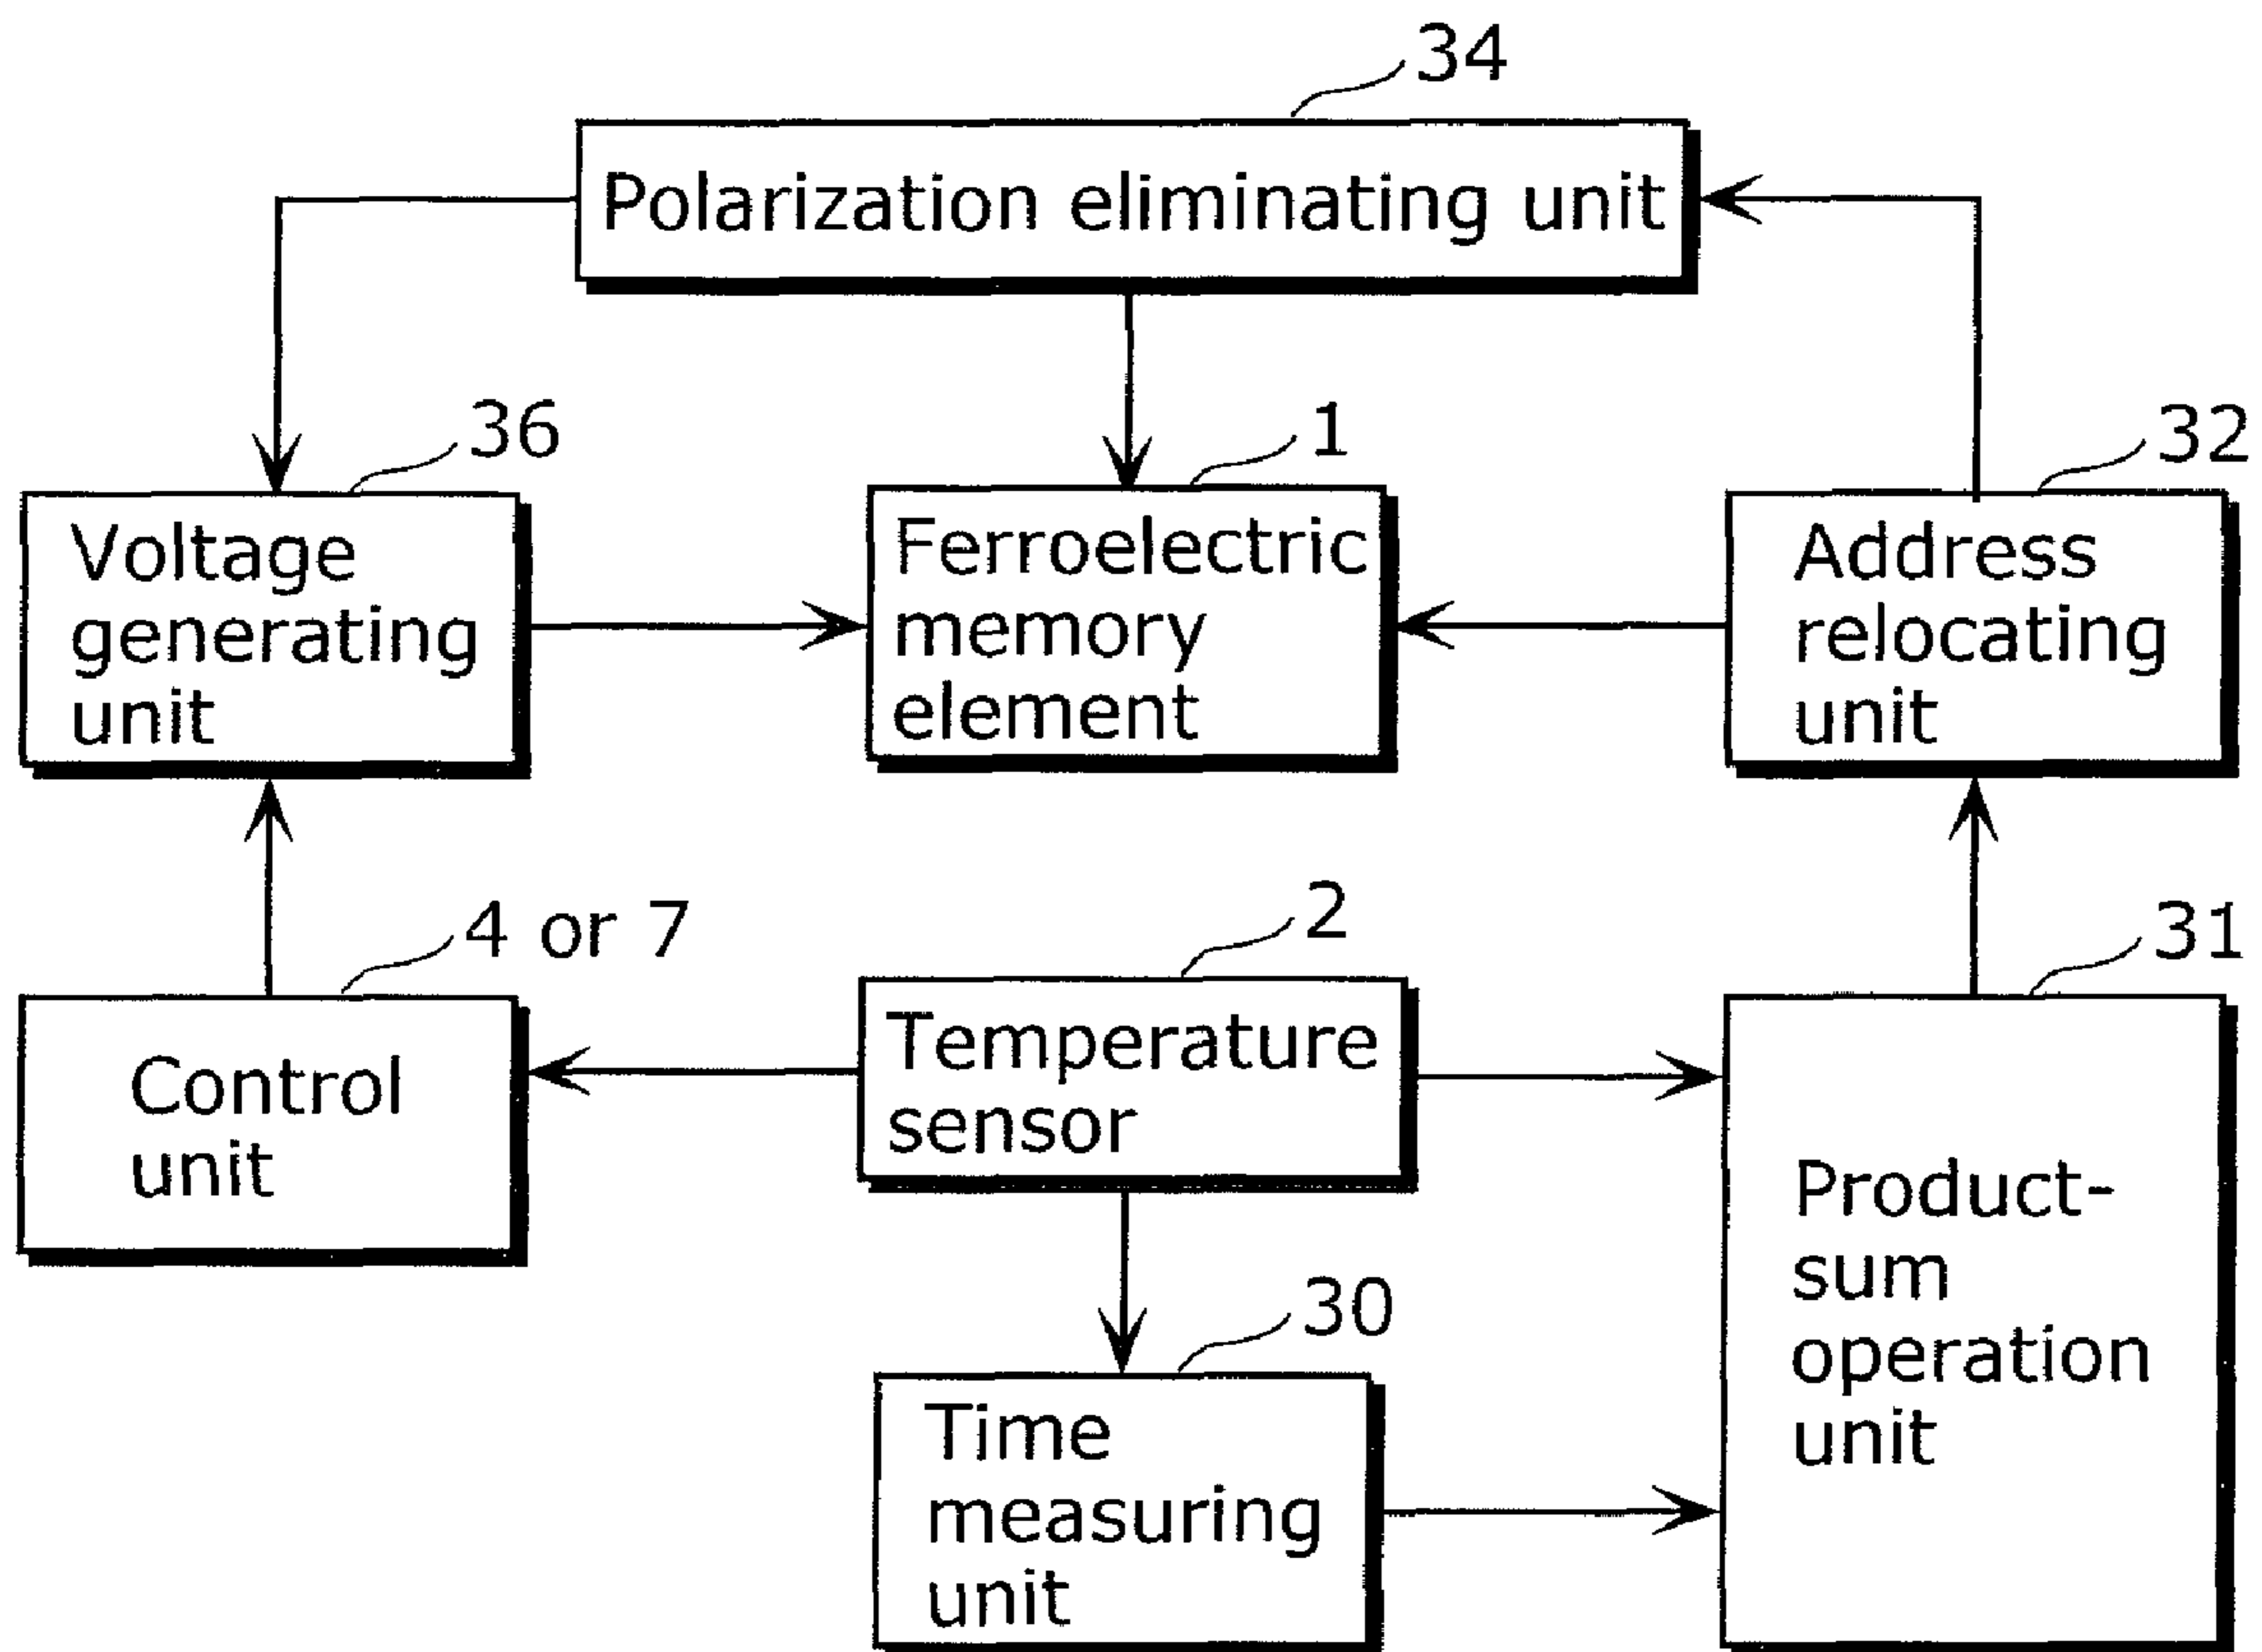 34
Polarization eliminating unit
36
1
32
Voltage
generating
unit
Ferroelectric
memory
element
Address
relocating
unit
4 or 7
2
31
Control
unit
Temperature
sensor
Product-
sum
operation
unit
30
Time
measuring
unit